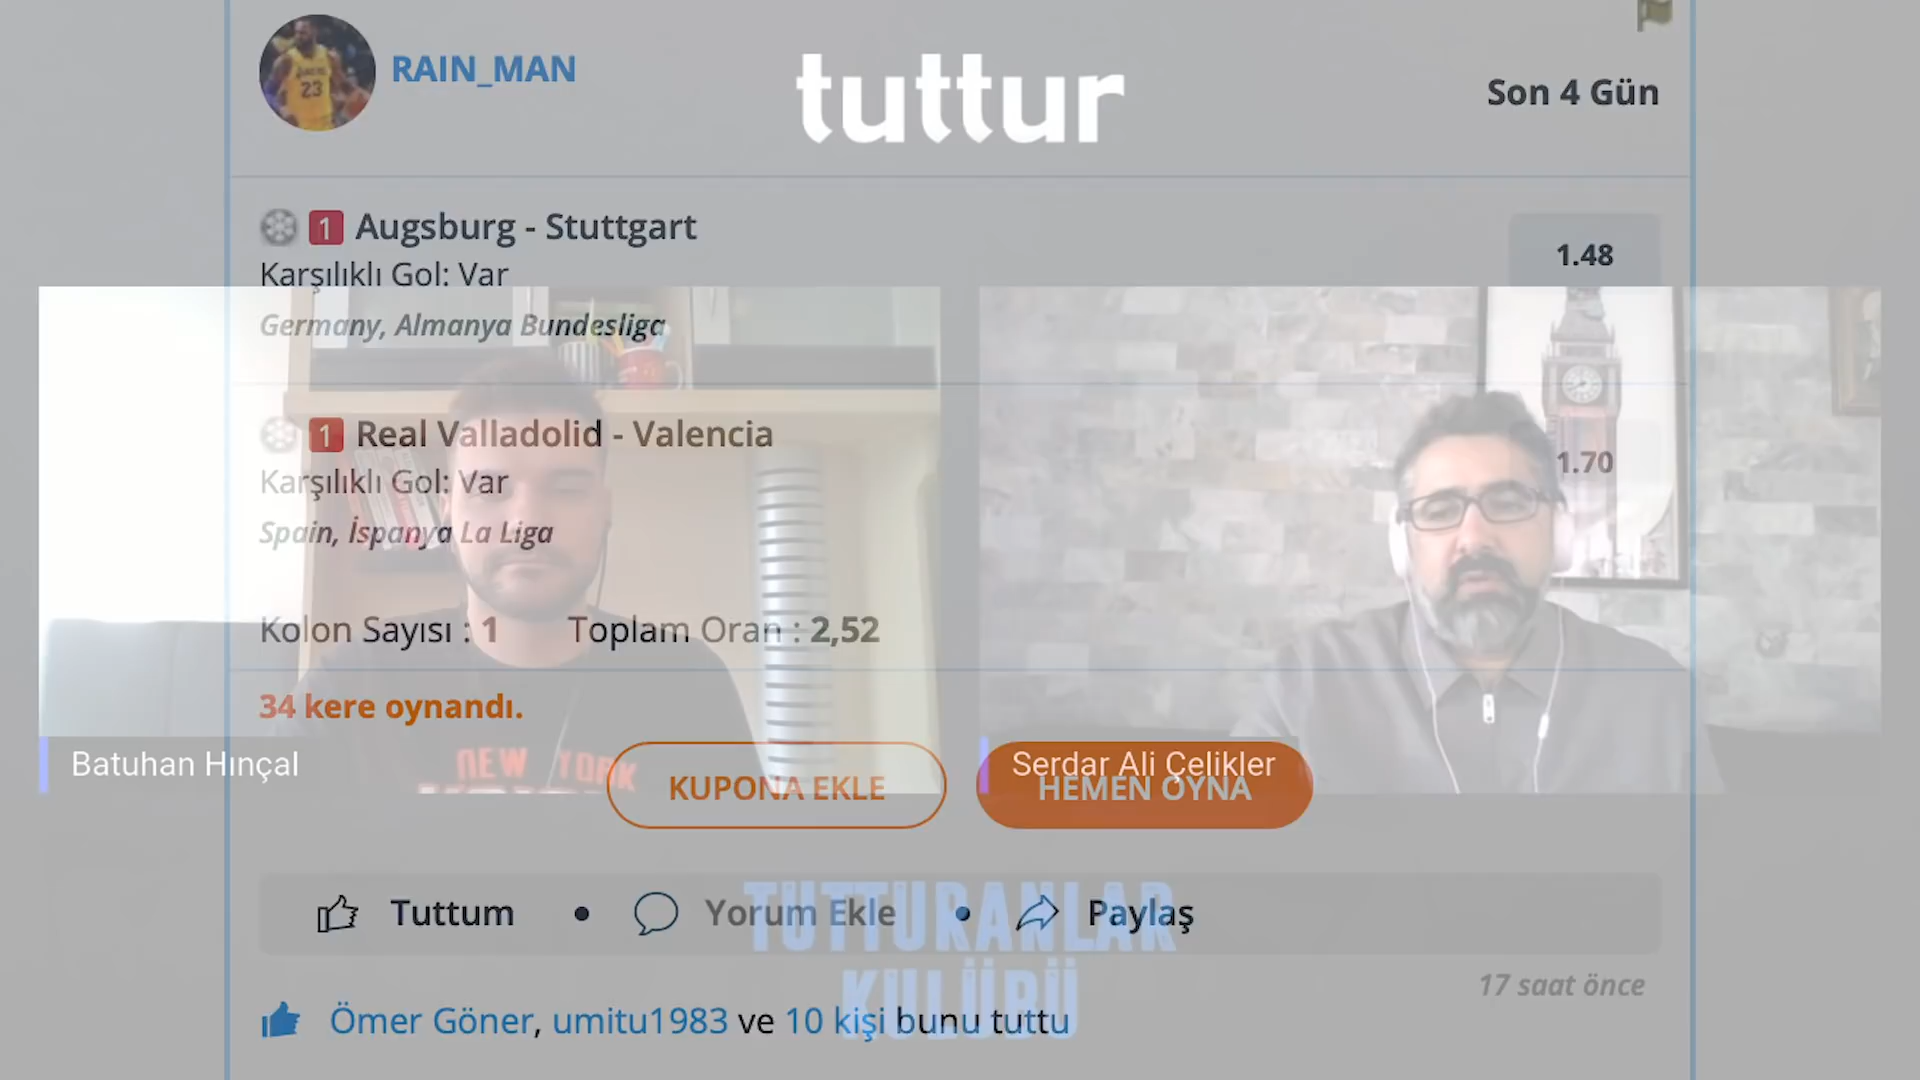 RAIN_MAN
tuttur
Son 4 Gün
1 Augsburg - Stuttgart
1.48
Karşılıklı Gol: Var
Germany, Almanya Bundesliga
1 Real Valladolid - Valencia
1.70
Karşılıklı Gol: Var
Spain, İspanya La Liga
Kolon Sayısı : 1 Toplam Oran : 2,52
34 kere oynandı.
NEW YORK
Batuhan Hınçal
Serdar Ali Çelikler
KUPONA EKLE
HEMEN OYNA
Tuttum • Yorum Ekle • Paylaş
TUTTURANLAR
KULÜBÜ
17 saat önce
Ömer Göner, umitu1983 ve 10 kişi bunu tuttu